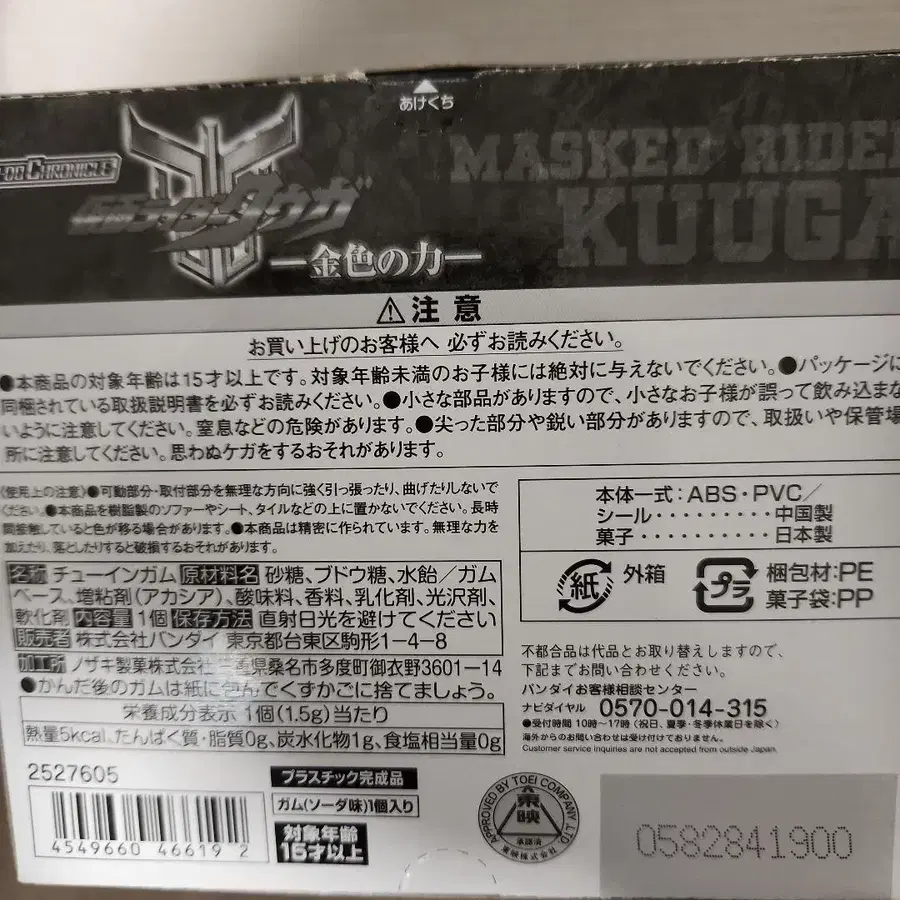 あけくち
-DO CHRONICLE
仮面ライダークウガ
MASKED RIDER
KUUGA
―金色の力―
⚠注意
お買い上げのお客様へ 必ずお読みください。
●本商品の対象年齢は15才以上です。対象年齢未満のお子様には絶対に与えないでください。●パッケージに
同梱されている取扱説明書を必ずお読みください。●小さな部品がありますので、小さなお子様が誤って飲み込まな
いように注意してください。窒息などの危険があります。●尖った部分や鋭い部分がありますので、取扱いや保管場
所に注意してください。思わぬケガをするおそれがあります。
〈使用上の注意〉●可動部分・取付部分を無理な方向に強く引っ張ったり、曲げたりしないで
ください。●本商品を樹脂製のソファーやシート、タイルなどの上に置かないでください。長時
間接触していると色が移る場合があります。●本商品は精密に作られています。無理な力を
加えたり、落としたりすると破損するおそれがあります。
本体一式:ABS・PVC/
シール・・・・・・・・・中国製
菓子・・・・・・・・・・日本製
紙 外箱
プラ 梱包材:PE
菓子袋:PP
名称 チューインガム 原材料名 砂糖、ブドウ糖、水飴/ガム
ベース、増粘剤(アカシア)、酸味料、香料、乳化剤、光沢剤、
軟化剤 内容量 1個 保存方法 直射日光を避けてください
販売者 株式会社バンダイ 東京都台東区駒形1-4-8
加工所 ノザキ製菓株式会社 三重県桑名市多度町御衣野3601-14
●かんだ後のガムは紙に包んでくずかごに捨てましょう。
栄養成分表示 1個(1.5g)当たり
熱量5kcal、たんぱく質・脂質0g、炭水化物1g、食塩相当量0g
不都合品は代品とお取り替えしますので、
下記までお問い合わせください。
バンダイお客様相談センター
ナビダイヤル 0570-014-315
●受付時間 10時~17時(祝日、夏季・冬季休業日を除く)
海外からのお問い合わせは受け付けておりません。
Customer service inquiries are not accepted from outside Japan.
2527605
4549660 466192
プラスチック完成品
ガム(ソーダ味)1個入り
対象年齢
15才以上
APPROVED BY TOEI COMPANY, LTD.
東映
承認済
東映株式会社
0582841900